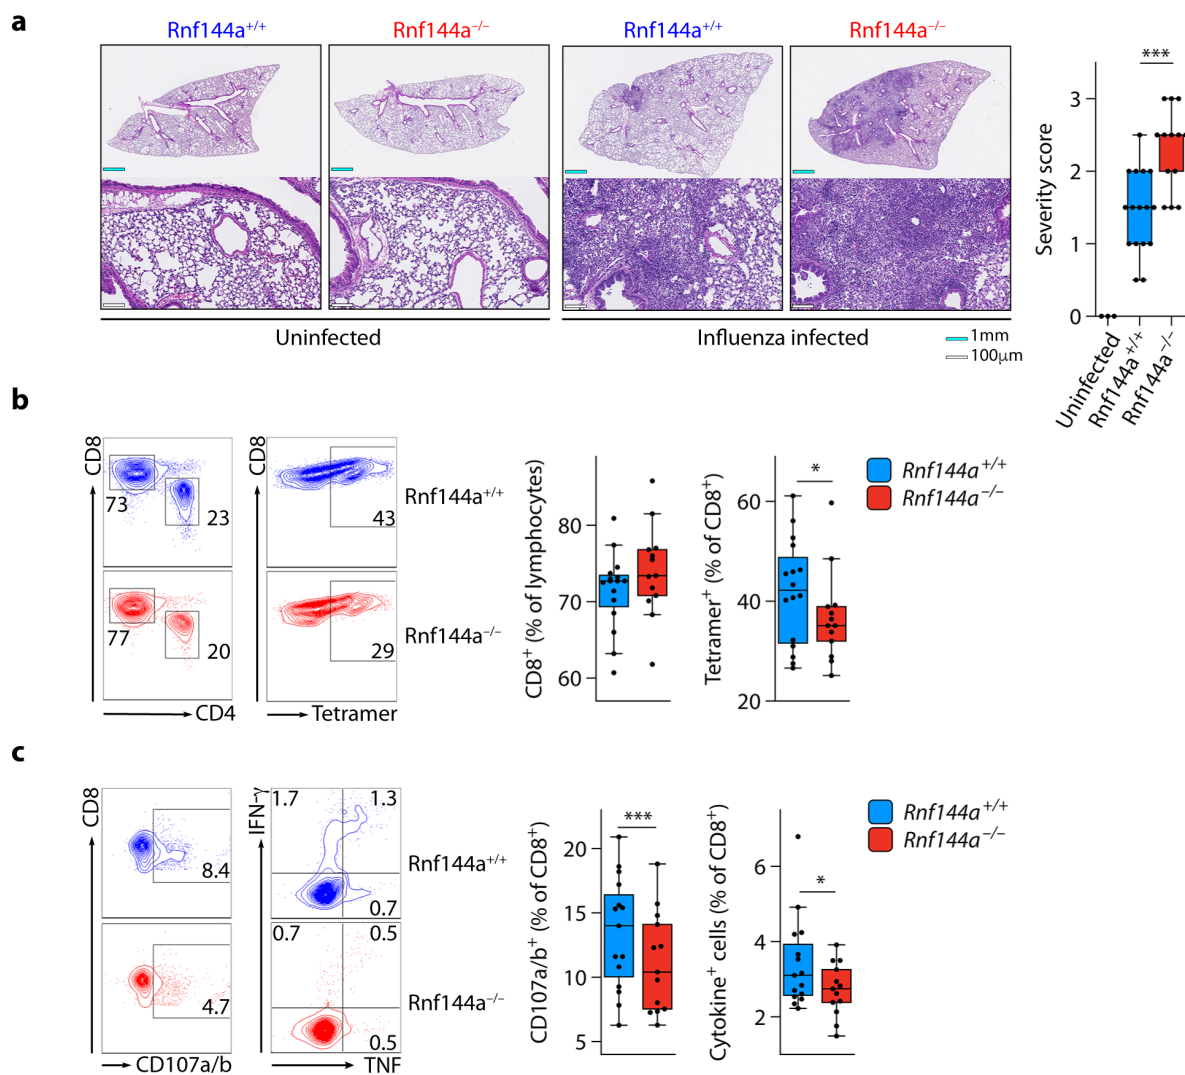 a
Rnf144a+/+
Rnf144a−/−
Rnf144a+/+
Rnf144a−/−
Uninfected
Influenza infected
1mm
100μm
***
Severity score
3
2
1
0
Uninfected
Rnf144a+/+
Rnf144a−/−
b
CD8
73
23
77
20
CD4
CD8
43
29
Tetramer
Rnf144a+/+
Rnf144a−/−
CD8+ (% of lymphocytes)
80
70
60
Tetramer+ (% of CD8+)
60
40
20
*
Rnf144a+/+
Rnf144a−/−
c
CD8
8.4
4.7
CD107a/b
IFN-γ
1.7
1.3
0.7
0.7
0.5
0.5
TNF
Rnf144a+/+
Rnf144a−/−
CD107a/b+ (% of CD8+)
20
15
10
5
***
Cytokine+ cells (% of CD8+)
6
4
2
*
Rnf144a+/+
Rnf144a−/−